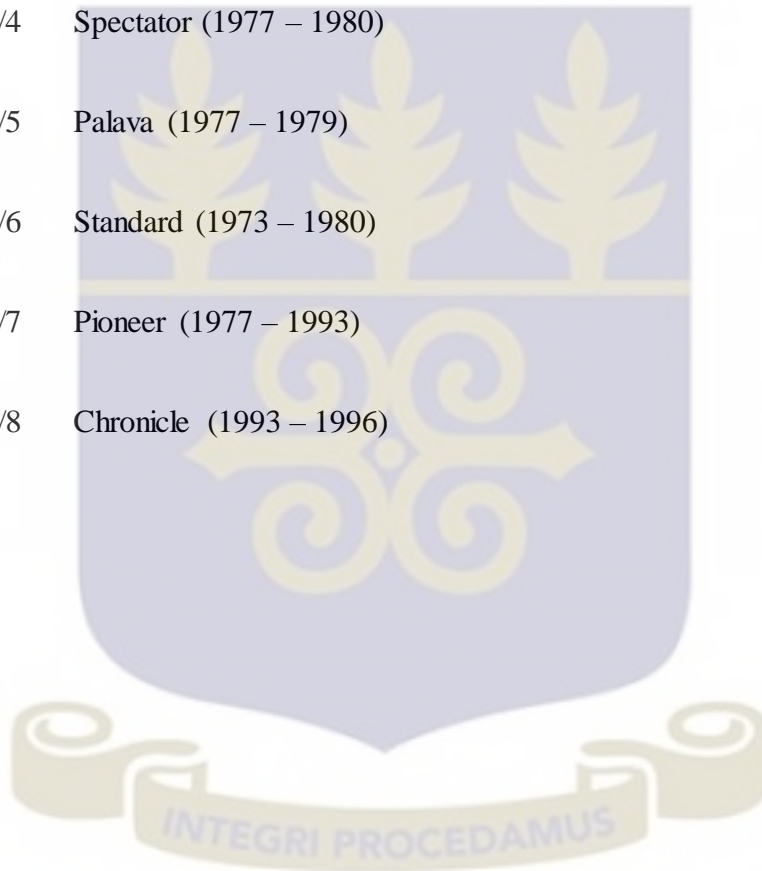 /4 Spectator (1977 – 1980)
/5 Palava (1977 – 1979)
/6 Standard (1973 – 1980)
/7 Pioneer (1977 – 1993)
/8 Chronicle (1993 – 1996)
INTEGRI PROCEDAMUS